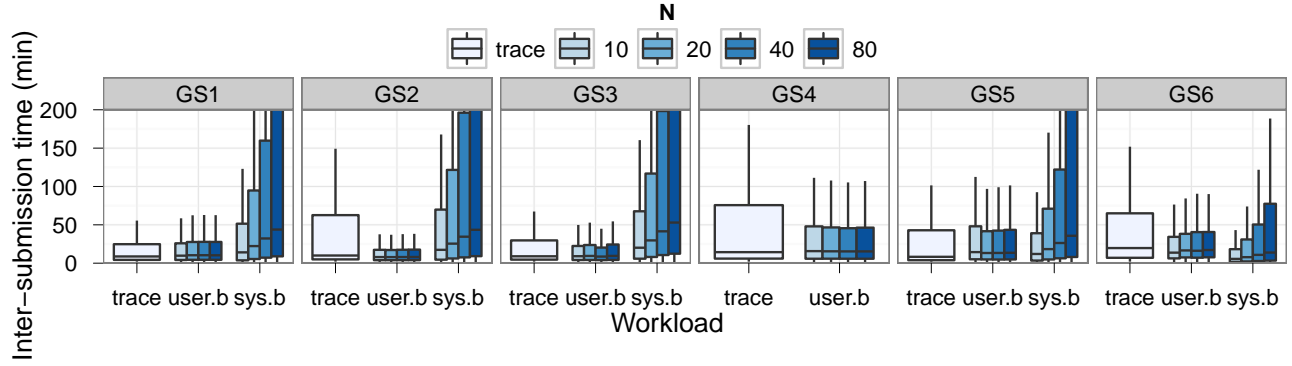 N
trace 10 20 40 80
GS1 GS2 GS3 GS4 GS5 GS6
Inter−submission time (min)
200
150
100
50
0
trace user.b sys.b trace user.b sys.b trace user.b sys.b trace user.b trace user.b sys.b trace user.b sys.b
Workload